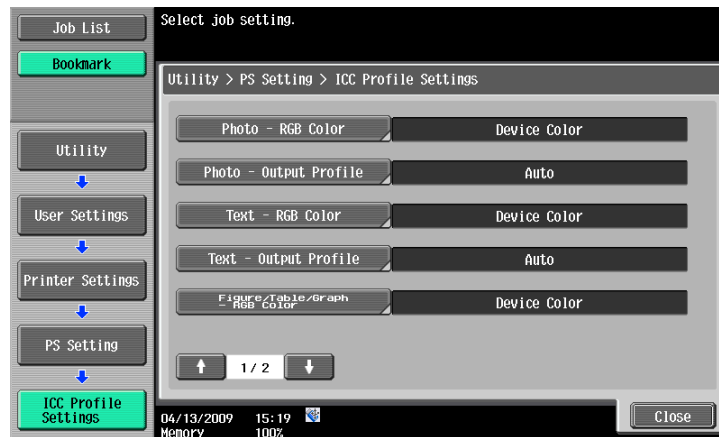 Job List
Bookmark
Utility
User Settings
Printer Settings
PS Setting
ICC Profile
Settings
Select job setting.
Utility > PS Setting > ICC Profile Settings
Photo - RGB Color
Device Color
Photo - Output Profile
Auto
Text - RGB Color
Device Color
Text - Output Profile
Auto
Figure/Table/Graph
- RGB Color
Device Color
1/ 2
04/13/2009 15:19
Memory 100%
Close